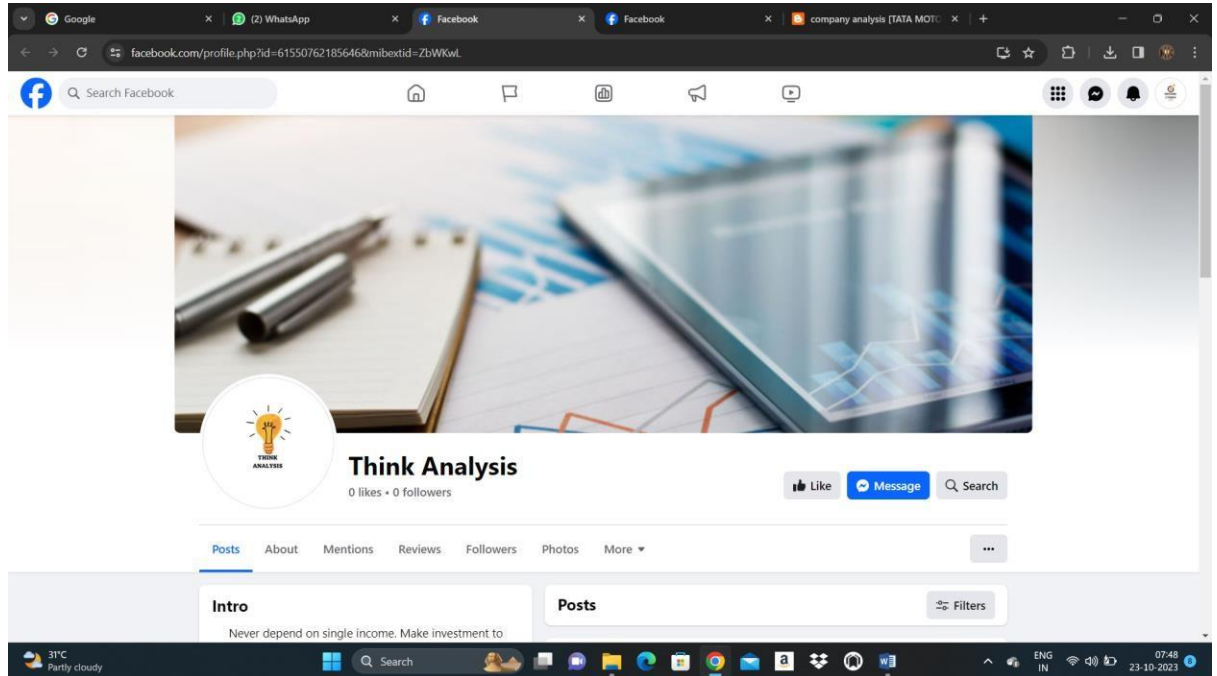 Google
(2) WhatsApp
Facebook
Facebook
company analysis [TATA MOTO
facebook.com/profile.php?id=61550762185646&mibextid=ZbWKwL
Search Facebook
THINK
ANALYSIS
Think Analysis
0 likes • 0 followers
Like
Message
Search
Posts
About
Mentions
Reviews
Followers
Photos
More
Intro
Never depend on single income. Make investment to
Posts
Filters
31°C
Partly cloudy
Search
ENG
IN
07:48
23-10-2023